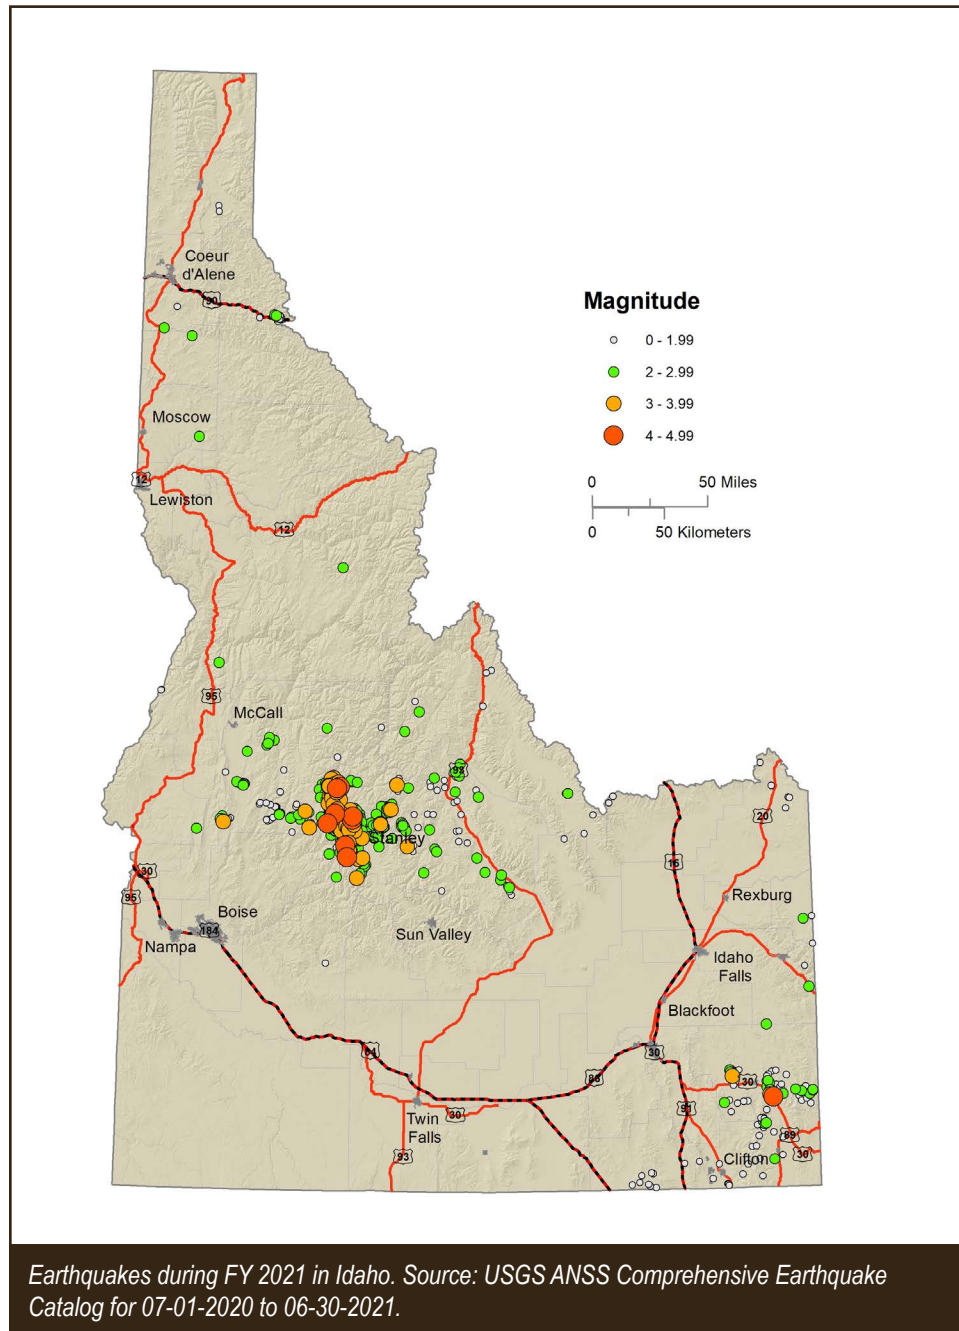 Coeur
d'Alene
90
Moscow
12
Lewiston
12
95
McCall
Magnitude
0 - 1.99
2 - 2.99
3 - 3.99
4 - 4.99
0 50 Miles
0 50 Kilometers
93
Stanley
20
15
30
95
Rexburg
Boise
184
Nampa
Sun Valley
Idaho
Falls
Blackfoot
84
30
86
30
91
Twin
Falls
30
89
93
Clifton
30
Earthquakes during FY 2021 in Idaho. Source: USGS ANSS Comprehensive Earthquake
Catalog for 07-01-2020 to 06-30-2021.